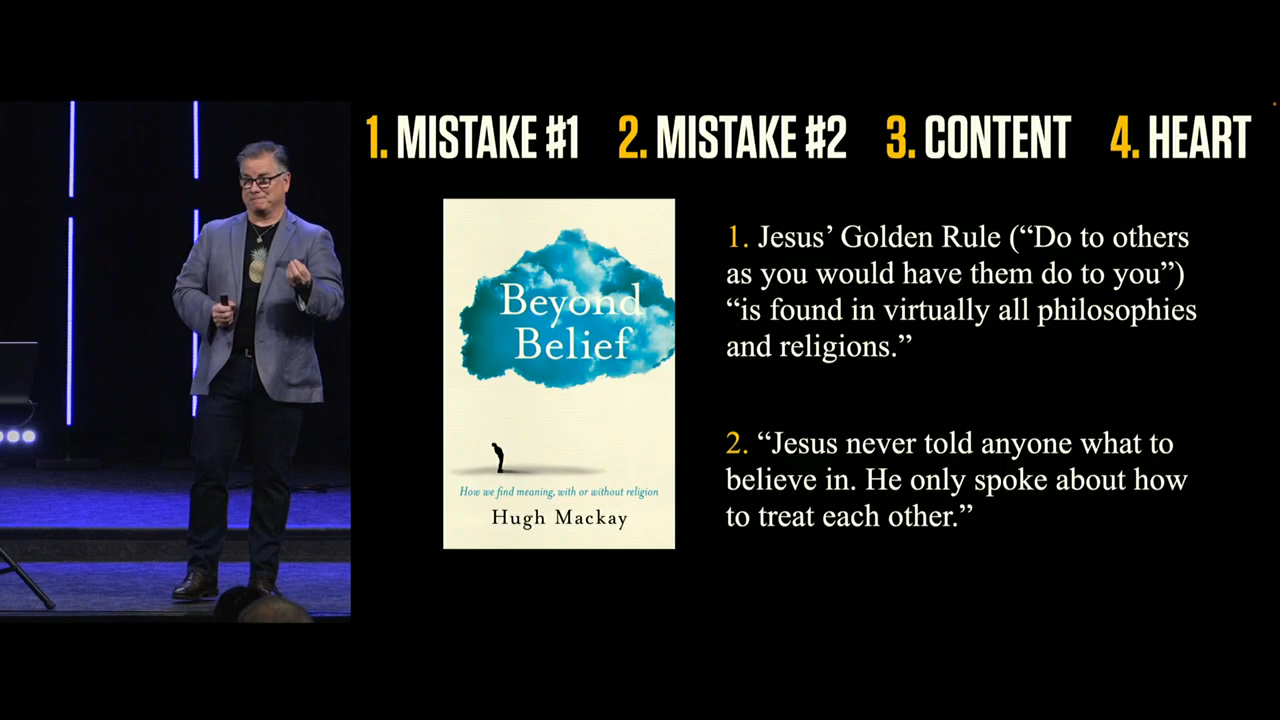 1. MISTAKE #1 2. MISTAKE #2 3. CONTENT 4. HEART
Beyond
Belief
How we find meaning, with or without religion
Hugh Mackay
1. Jesus’ Golden Rule (“Do to others
as you would have them do to you”)
“is found in virtually all philosophies
and religions.”
2. “Jesus never told anyone what to
believe in. He only spoke about how
to treat each other.”